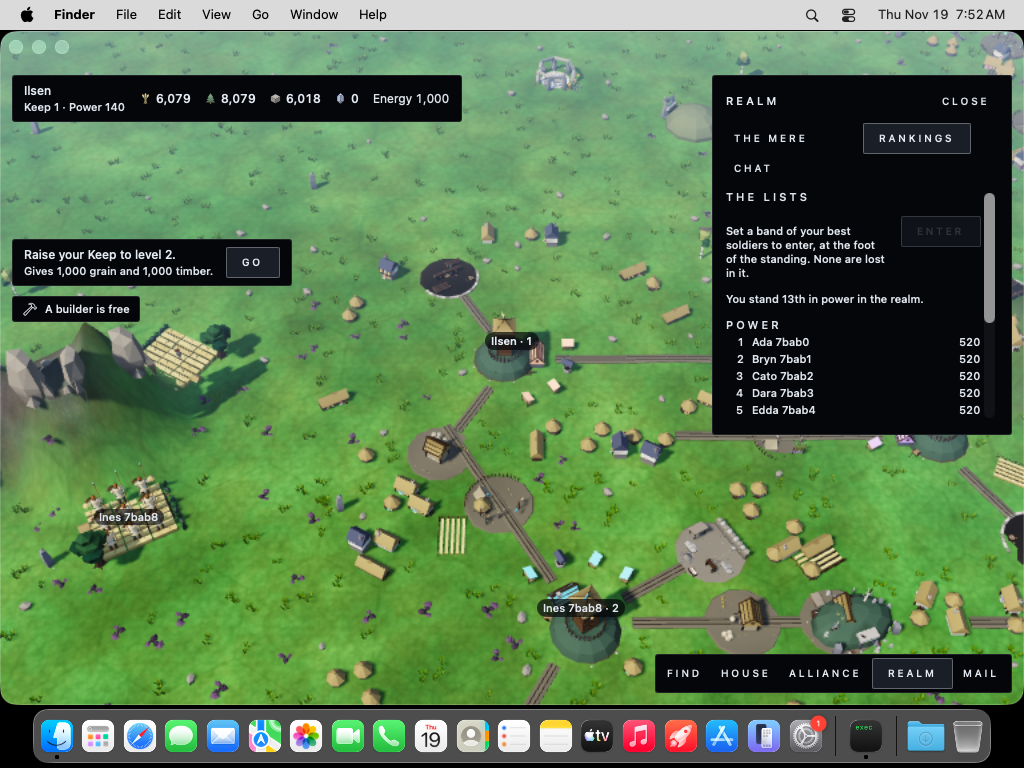 Finder File Edit View Go Window Help Thu Nov 19 7:52 AM
Ilsen
Keep 1 · Power 140
6,079 8,079 6,018 0 Energy 1,000
REALM CLOSE
THE MERE RANKINGS
CHAT
THE LISTS
Set a band of your best
soldiers to enter, at the foot
of the standing. None are lost
in it.
ENTER
You stand 13th in power in the realm.
POWER
1 Ada 7bab0 520
2 Bryn 7bab1 520
3 Cato 7bab2 520
4 Dara 7bab3 520
5 Edda 7bab4 520
Raise your Keep to level 2.
Gives 1,000 grain and 1,000 timber.
GO
A builder is free
Ilsen · 1
Ines 7bab8
Ines 7bab8 · 2
FIND HOUSE ALLIANCE REALM MAIL
Thu
19
tv
1
exec